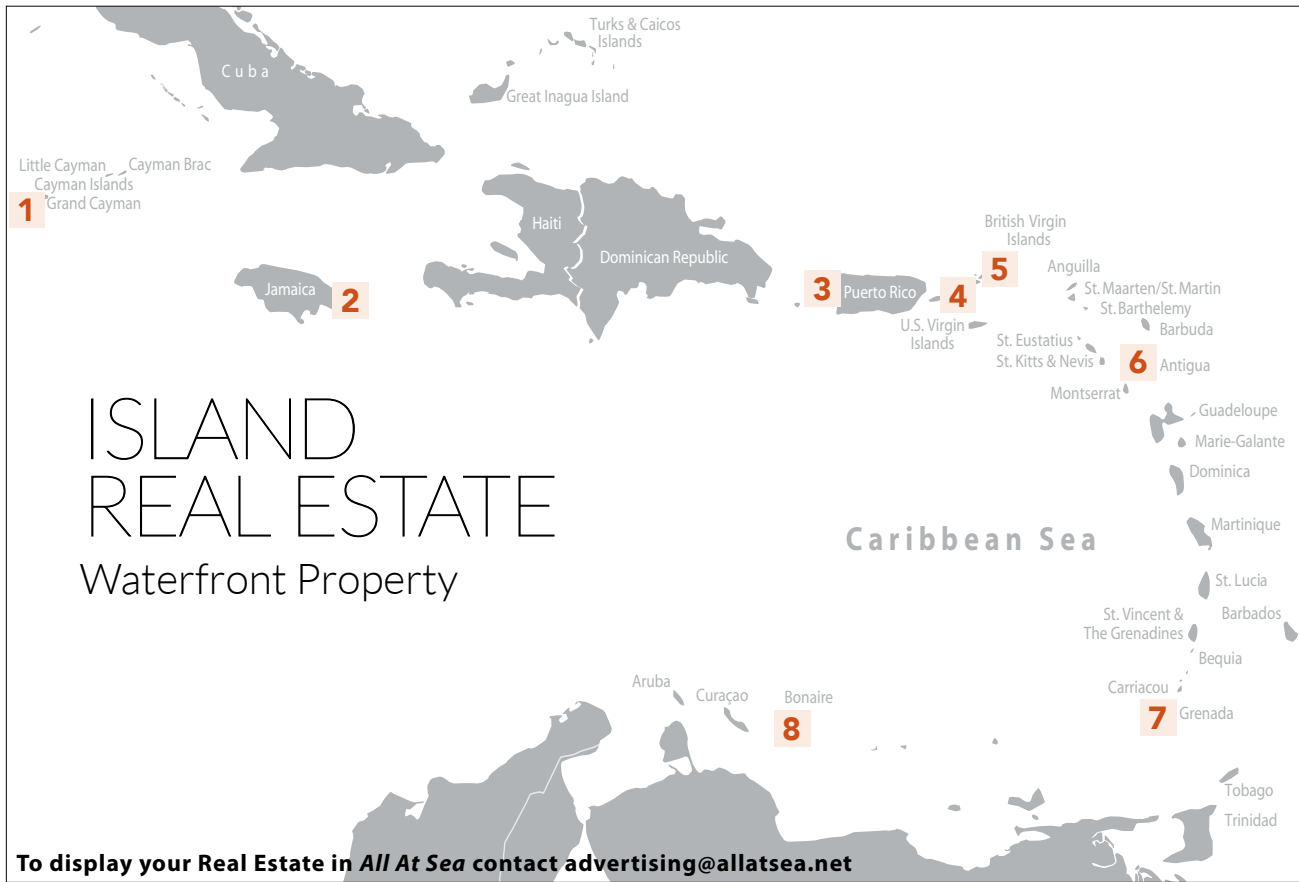 Turks & Caicos
Islands
Cuba
Great Inagua Island
Little Cayman
Cayman Brac
Cayman Islands
1
Grand Cayman
Haiti
Dominican Republic
Jamaica
2
3
Puerto Rico
4
5
British Virgin
Islands
U.S. Virgin
Islands
Anguilla
St. Maarten/St. Martin
St. Barthelemy
Barbuda
St. Eustatius
St. Kitts & Nevis
6
Antigua
Montserrat
Guadeloupe
Marie-Galante
Dominica
ISLAND
REAL ESTATE
Waterfront Property
Caribbean Sea
Martinique
St. Lucia
St. Vincent &
The Grenadines
Barbados
Bequia
Carriacou
7
Grenada
Aruba
Curaçao
Bonaire
8
Tobago
Trinidad
To display your Real Estate in All At Sea contact advertising@allatsea.net